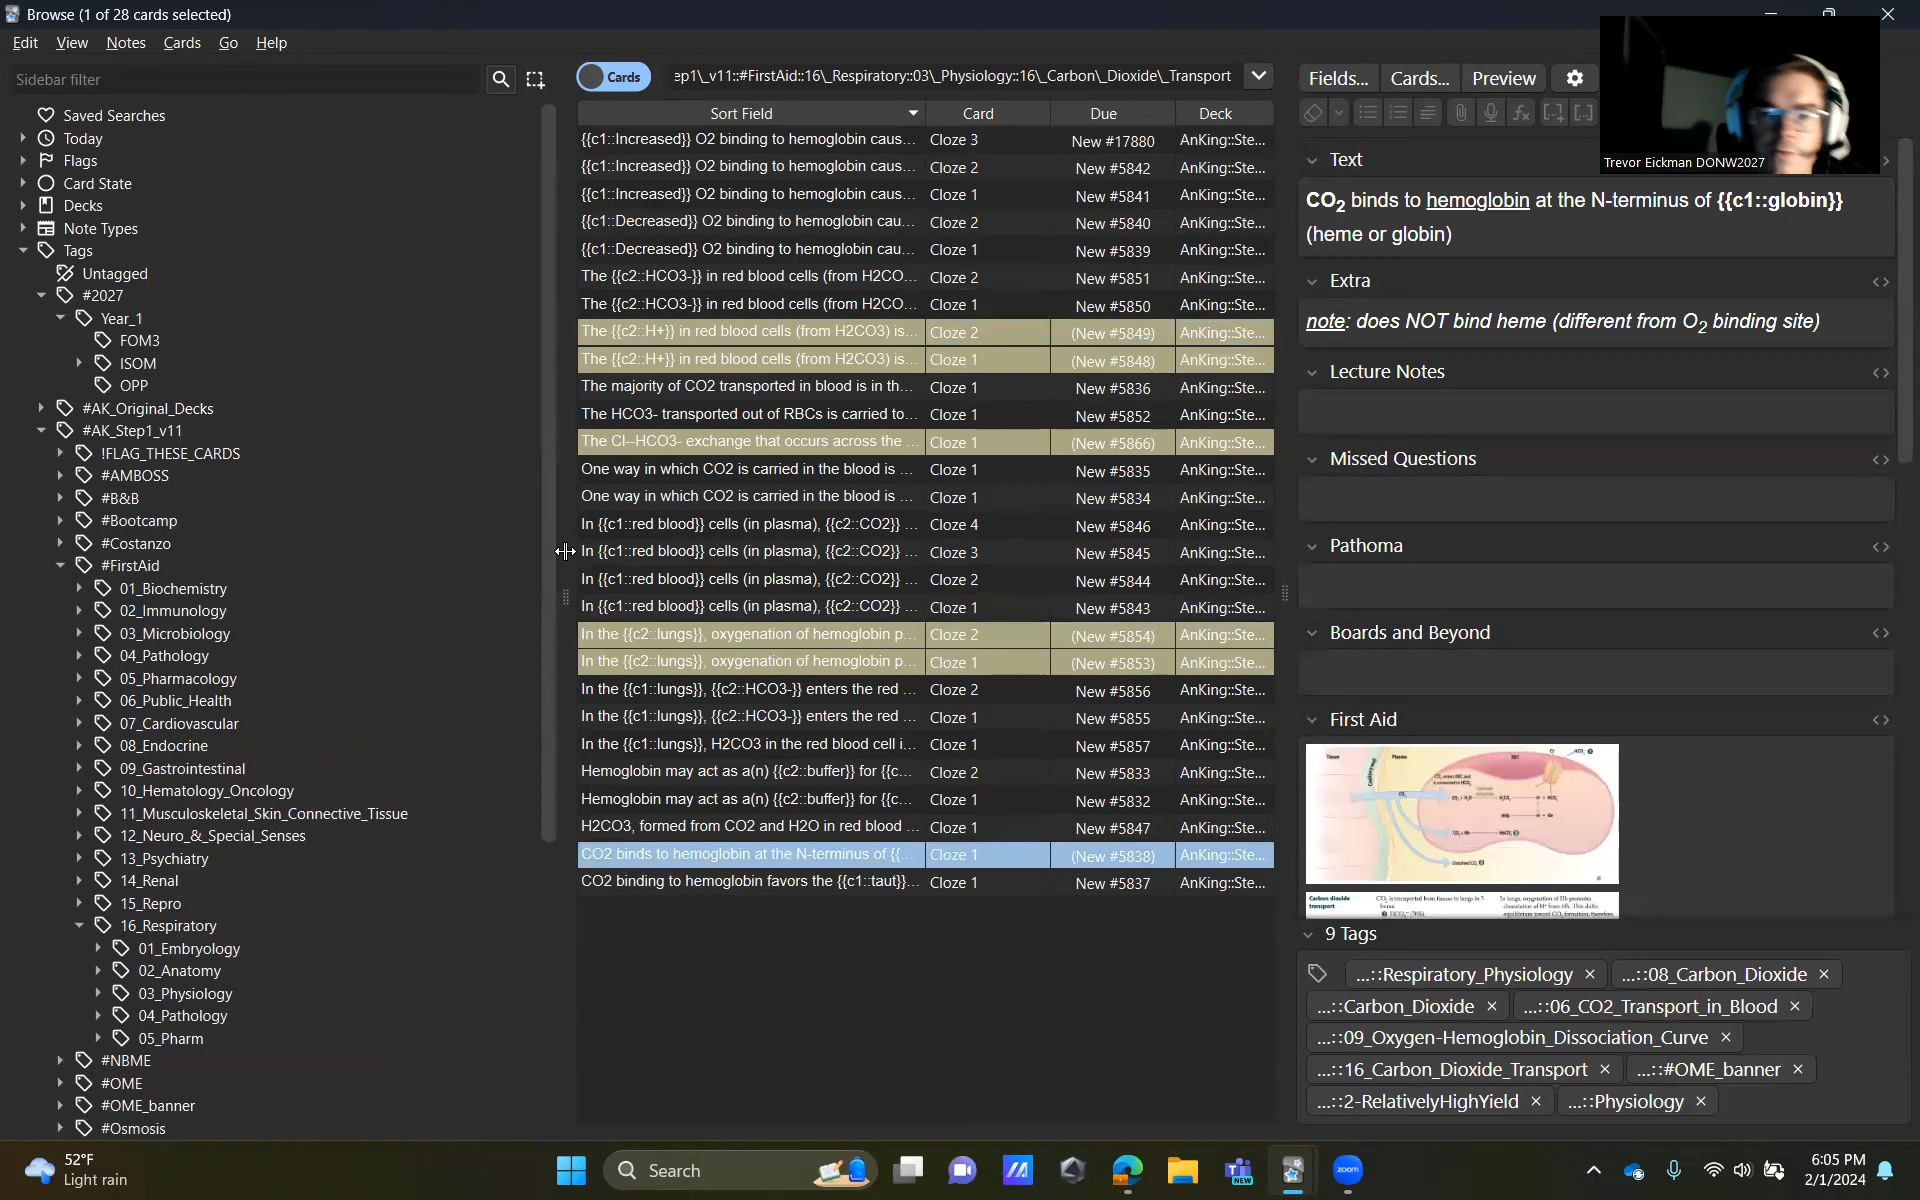 Browse (1 of 28 cards selected)
Edit View Notes Cards Go Help
Sidebar filter
Saved Searches
Today
Flags
Card State
Decks
Note Types
Tags
Untagged
#2027
Year_1
FOM3
ISOM
OPP
#AK_Original_Decks
#AK_Step1_v11
!FLAG_THESE_CARDS
#AMBOSS
#B&B
#Bootcamp
#Costanzo
#FirstAid
01_Biochemistry
02_Immunology
03_Microbiology
04_Pathology
05_Pharmacology
06_Public_Health
07_Cardiovascular
08_Endocrine
09_Gastrointestinal
10_Hematology_Oncology
11_Musculoskeletal_Skin_Connective_Tissue
12_Neuro_&_Special_Senses
13_Psychiatry
14_Renal
15_Repro
16_Respiratory
01_Embryology
02_Anatomy
03_Physiology
04_Pathology
05_Pharm
#NBME
#OME
#OME_banner
#Osmosis
Cards
ep1\_v11::#FirstAid::16\_Respiratory::03\_Physiology::16\_Carbon\_Dioxide\_Transport
Sort Field Card Due Deck
{{c1::Increased}} O2 binding to hemoglobin caus... Cloze 3 New #17880 AnKing::Ste...
{{c1::Increased}} O2 binding to hemoglobin caus... Cloze 2 New #5842 AnKing::Ste...
{{c1::Increased}} O2 binding to hemoglobin caus... Cloze 1 New #5841 AnKing::Ste...
{{c1::Decreased}} O2 binding to hemoglobin cau... Cloze 2 New #5840 AnKing::Ste...
{{c1::Decreased}} O2 binding to hemoglobin cau... Cloze 1 New #5839 AnKing::Ste...
The {{c2::HCO3-}} in red blood cells (from H2CO... Cloze 2 New #5851 AnKing::Ste...
The {{c2::HCO3-}} in red blood cells (from H2CO... Cloze 1 New #5850 AnKing::Ste...
The {{c2::H+}} in red blood cells (from H2CO3) is... Cloze 2 (New #5849) AnKing::Ste...
The {{c2::H+}} in red blood cells (from H2CO3) is... Cloze 1 (New #5848) AnKing::Ste...
The majority of CO2 transported in blood is in th... Cloze 1 New #5836 AnKing::Ste...
The HCO3- transported out of RBCs is carried to... Cloze 1 New #5852 AnKing::Ste...
The Cl--HCO3- exchange that occurs across the ... Cloze 1 (New #5866) AnKing::Ste...
One way in which CO2 is carried in the blood is ... Cloze 1 New #5835 AnKing::Ste...
One way in which CO2 is carried in the blood is ... Cloze 1 New #5834 AnKing::Ste...
In {{c1::red blood}} cells (in plasma), {{c2::CO2}} ... Cloze 4 New #5846 AnKing::Ste...
In {{c1::red blood}} cells (in plasma), {{c2::CO2}} ... Cloze 3 New #5845 AnKing::Ste...
In {{c1::red blood}} cells (in plasma), {{c2::CO2}} ... Cloze 2 New #5844 AnKing::Ste...
In {{c1::red blood}} cells (in plasma), {{c2::CO2}} ... Cloze 1 New #5843 AnKing::Ste...
In the {{c2::lungs}}, oxygenation of hemoglobin p... Cloze 2 (New #5854) AnKing::Ste...
In the {{c2::lungs}}, oxygenation of hemoglobin p... Cloze 1 (New #5853) AnKing::Ste...
In the {{c1::lungs}}, {{c2::HCO3-}} enters the red ... Cloze 2 New #5856 AnKing::Ste...
In the {{c1::lungs}}, {{c2::HCO3-}} enters the red ... Cloze 1 New #5855 AnKing::Ste...
In the {{c1::lungs}}, H2CO3 in the red blood cell i... Cloze 1 New #5857 AnKing::Ste...
Hemoglobin may act as a(n) {{c2::buffer}} for {{c... Cloze 2 New #5833 AnKing::Ste...
Hemoglobin may act as a(n) {{c2::buffer}} for {{c... Cloze 1 New #5832 AnKing::Ste...
H2CO3, formed from CO2 and H2O in red blood ... Cloze 1 New #5847 AnKing::Ste...
CO2 binds to hemoglobin at the N-terminus of {{... Cloze 1 (New #5838) AnKing::Ste...
CO2 binding to hemoglobin favors the {{c1::taut}}... Cloze 1 New #5837 AnKing::Ste...
Fields... Cards... Preview
Trevor Eickman DONW2027
Text
CO2 binds to hemoglobin at the N-terminus of {{c1::globin}}
(heme or globin)
Extra
note: does NOT bind heme (different from O2 binding site)
Lecture Notes
Missed Questions
Pathoma
Boards and Beyond
First Aid
Carbon dioxide
transport
9 Tags
...::Respiratory_Physiology × ...::08_Carbon_Dioxide ×
...::Carbon_Dioxide × ...::06_CO2_Transport_in_Blood ×
...::09_Oxygen-Hemoglobin_Dissociation_Curve ×
...::16_Carbon_Dioxide_Transport × ...::#OME_banner ×
...::2-RelativelyHighYield × ...::Physiology ×
52°F
Light rain
Search
NEW
zoom
6:05 PM
2/1/2024